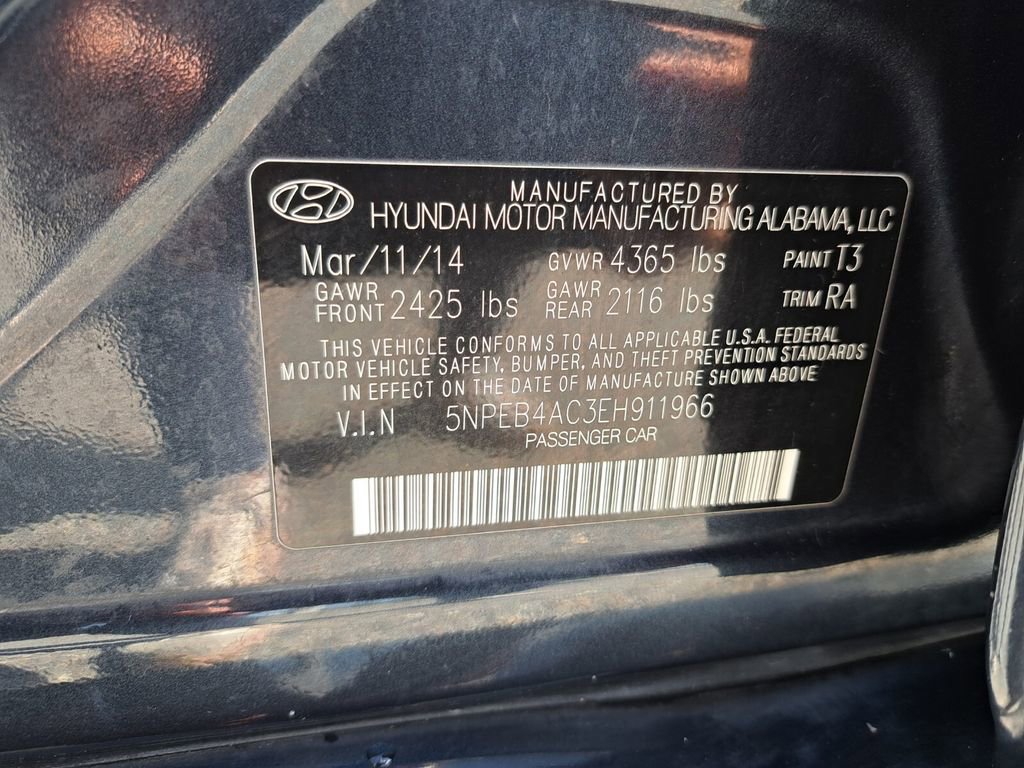 MANUFACTURED BY
HYUNDAI MOTOR MANUFACTURING ALABAMA, LLC
Mar/11/14 GVWR 4365 lbs PAINT T3
GAWR FRONT 2425 lbs GAWR REAR 2116 lbs TRIM RA
THIS VEHICLE CONFORMS TO ALL APPLICABLE U.S.A. FEDERAL
MOTOR VEHICLE SAFETY, BUMPER, AND THEFT PREVENTION STANDARDS
IN EFFECT ON THE DATE OF MANUFACTURE SHOWN ABOVE
V.I.N 5NPEB4AC3EH911966
PASSENGER CAR